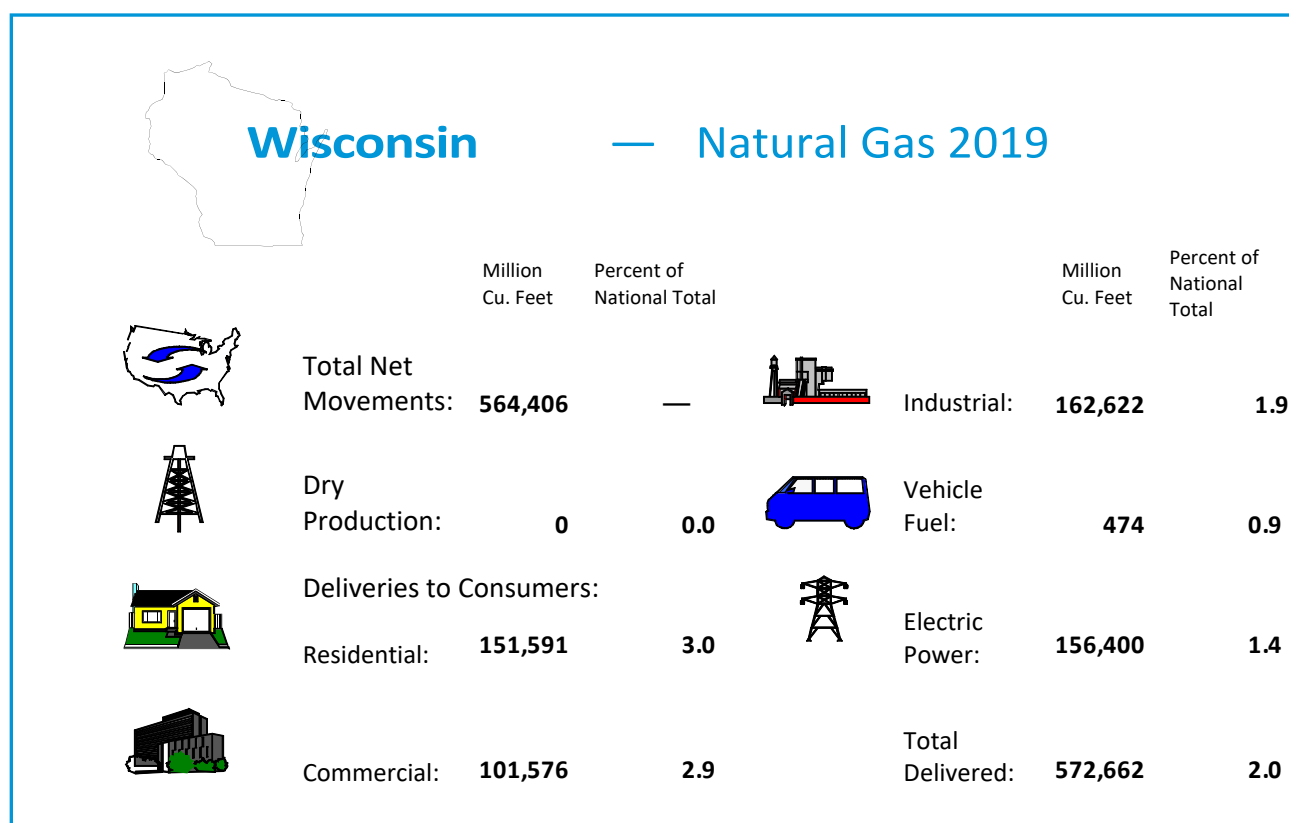 Wisconsin — Natural Gas 2019
Million
Cu. Feet
Percent of
National Total
Million
Cu. Feet
Percent of
National
Total
Total Net
Movements: 564,406 —
Industrial: 162,622 1.9
Dry
Production: 0 0.0
Vehicle
Fuel: 474 0.9
Deliveries to Consumers:
Residential: 151,591 3.0
Electric
Power: 156,400 1.4
Commercial: 101,576 2.9
Total
Delivered: 572,662 2.0